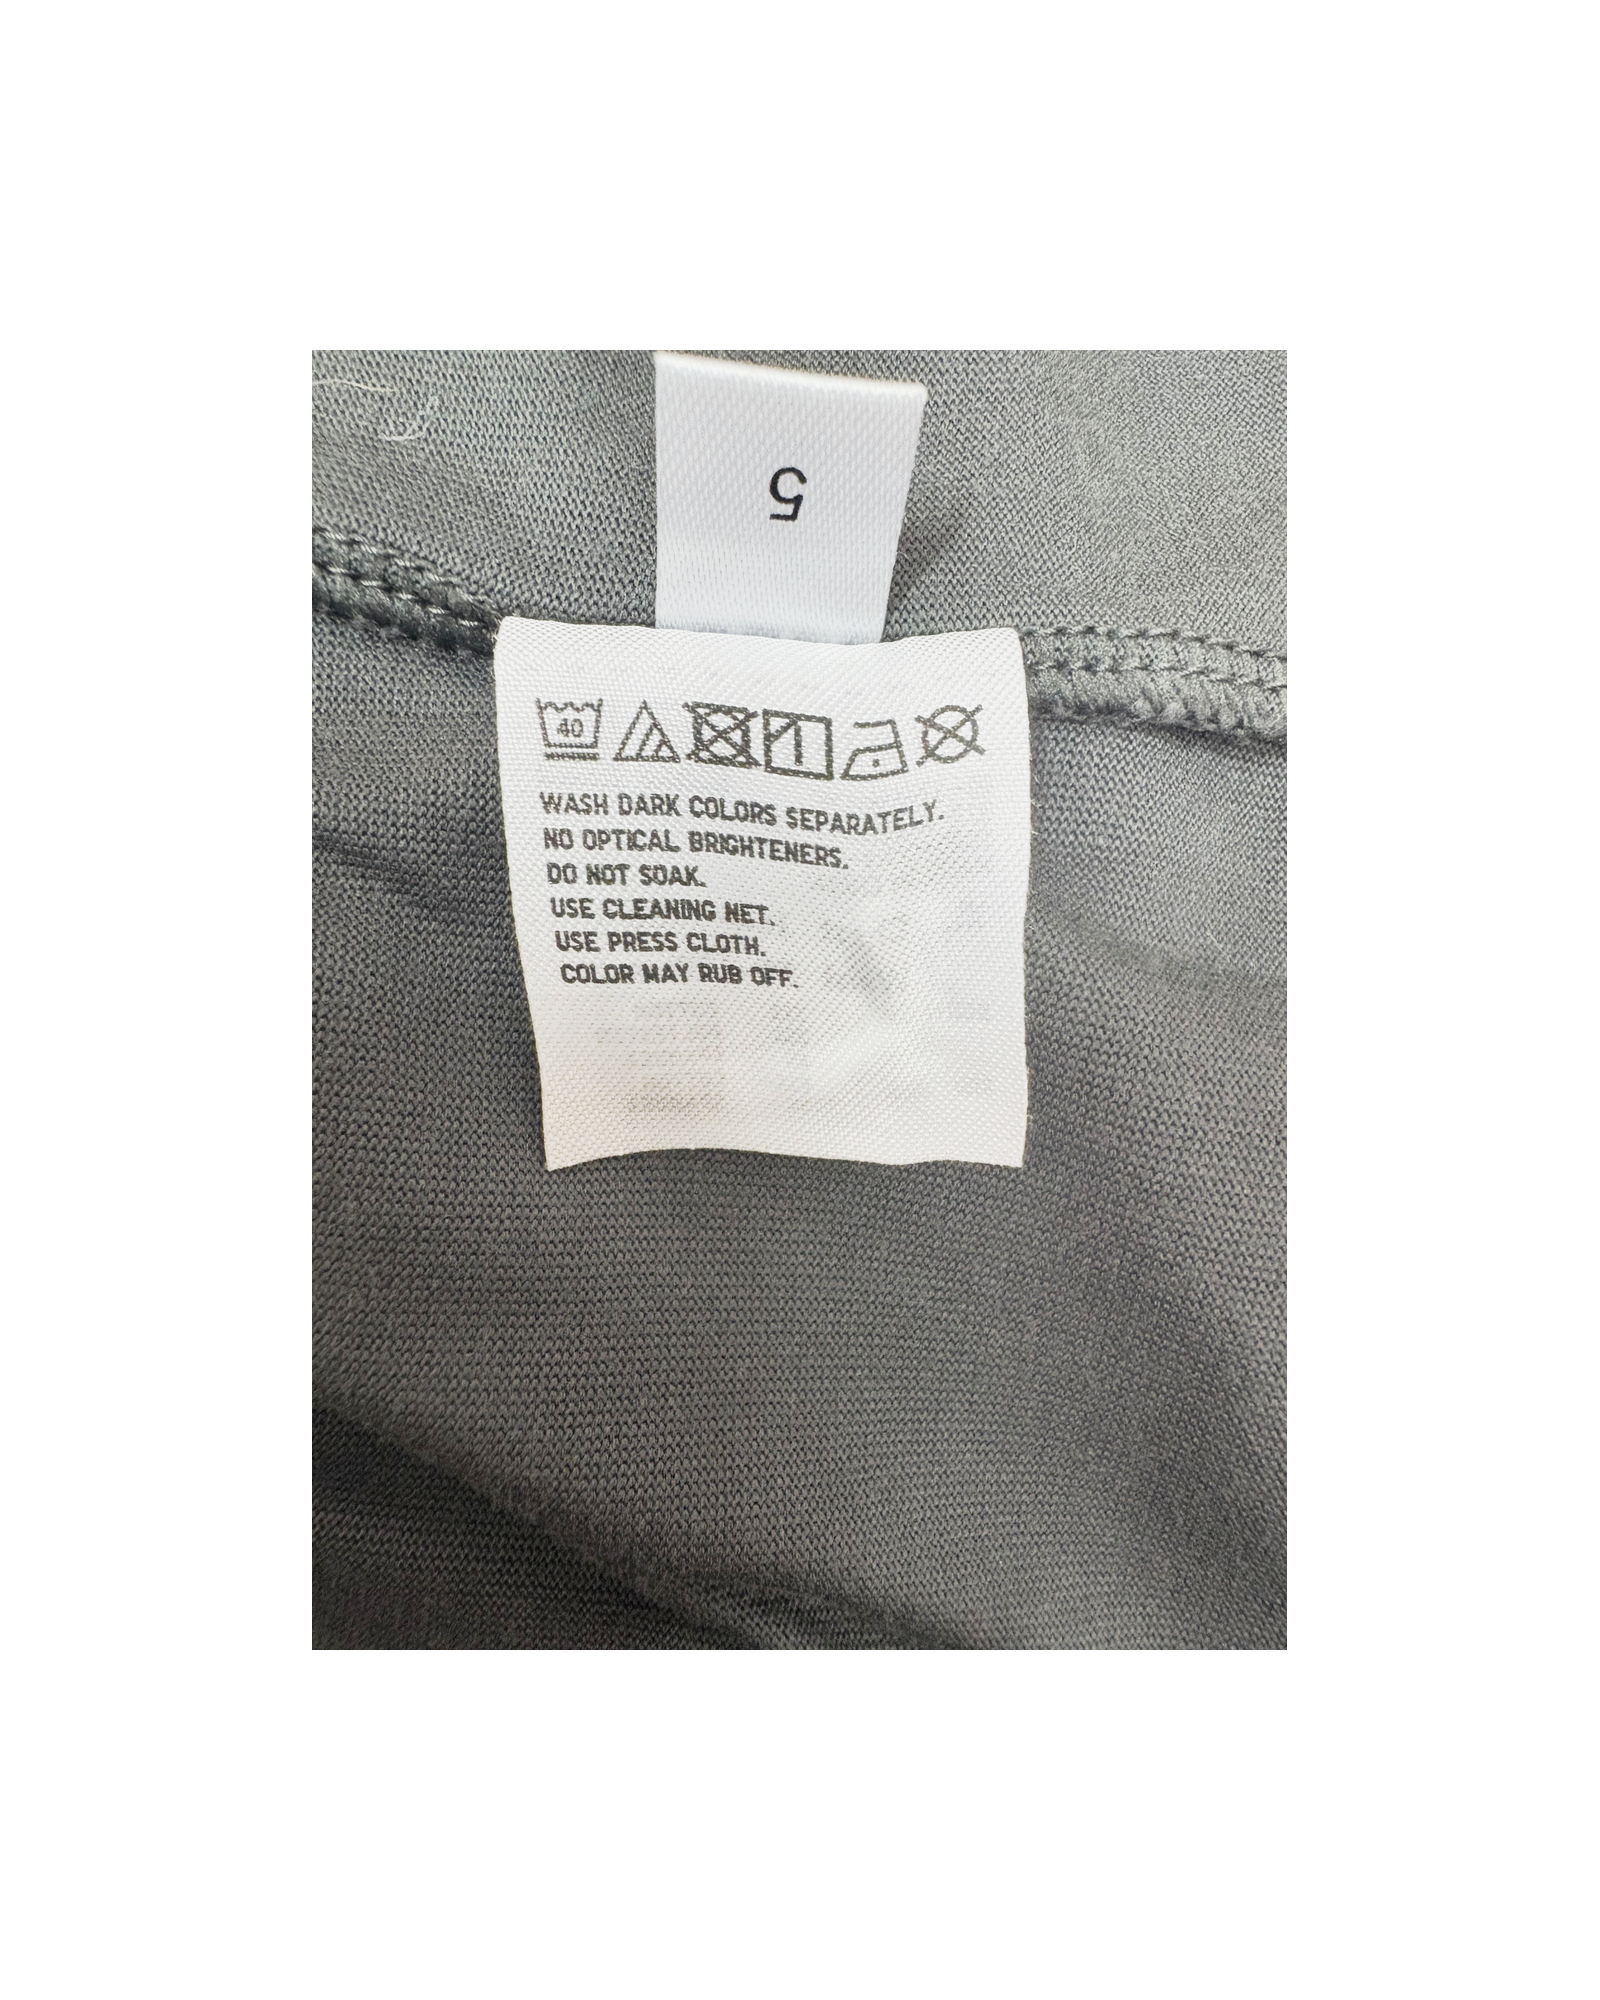 5
40
WASH DARK COLORS SEPARATELY.
NO OPTICAL BRIGHTENERS.
DO NOT SOAK.
USE CLEANING NET.
USE PRESS CLOTH.
COLOR MAY RUB OFF.